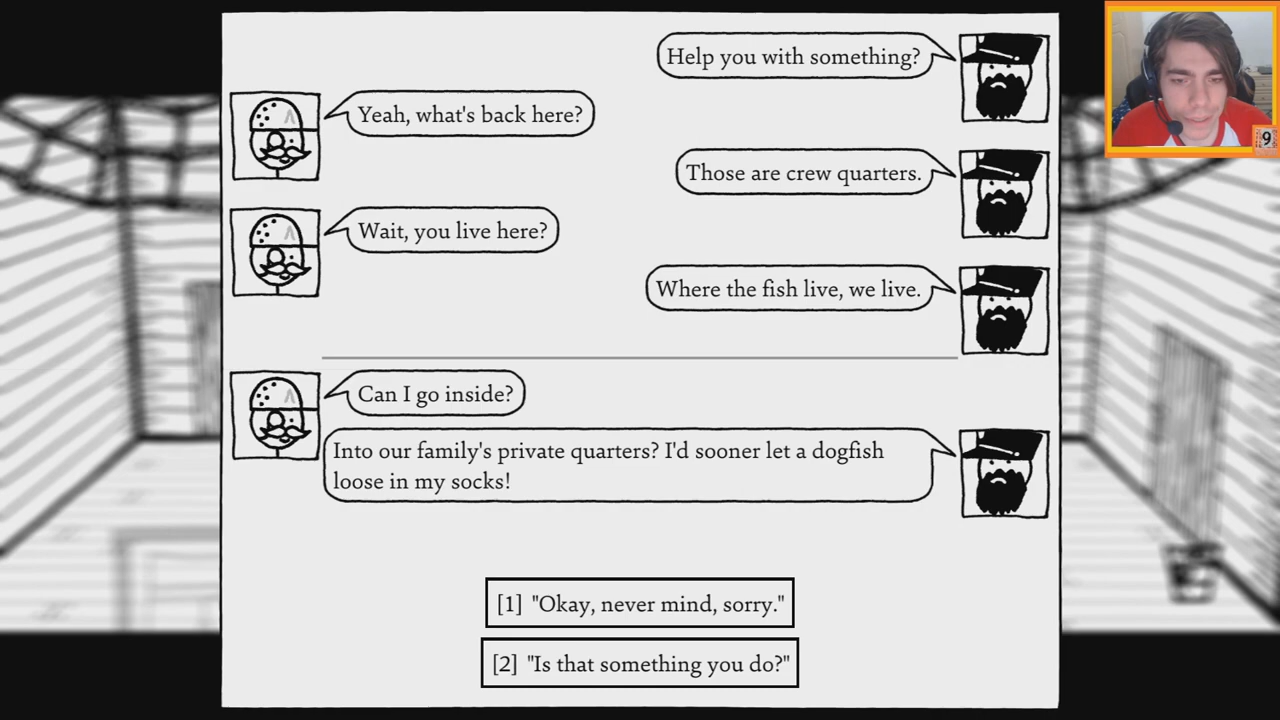 Help you with something?
Yeah, what's back here?
Those are crew quarters.
Wait, you live here?
Where the fish live, we live.
Can I go inside?
Into our family's private quarters? I'd sooner let a dogfish
loose in my socks!
[1] "Okay, never mind, sorry."
[2] "Is that something you do?"
9